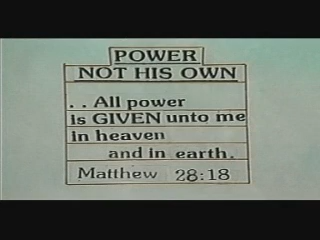 POWER
NOT HIS OWN
. . All power
is GIVEN unto me
in heaven
and in earth.
Matthew 28:18